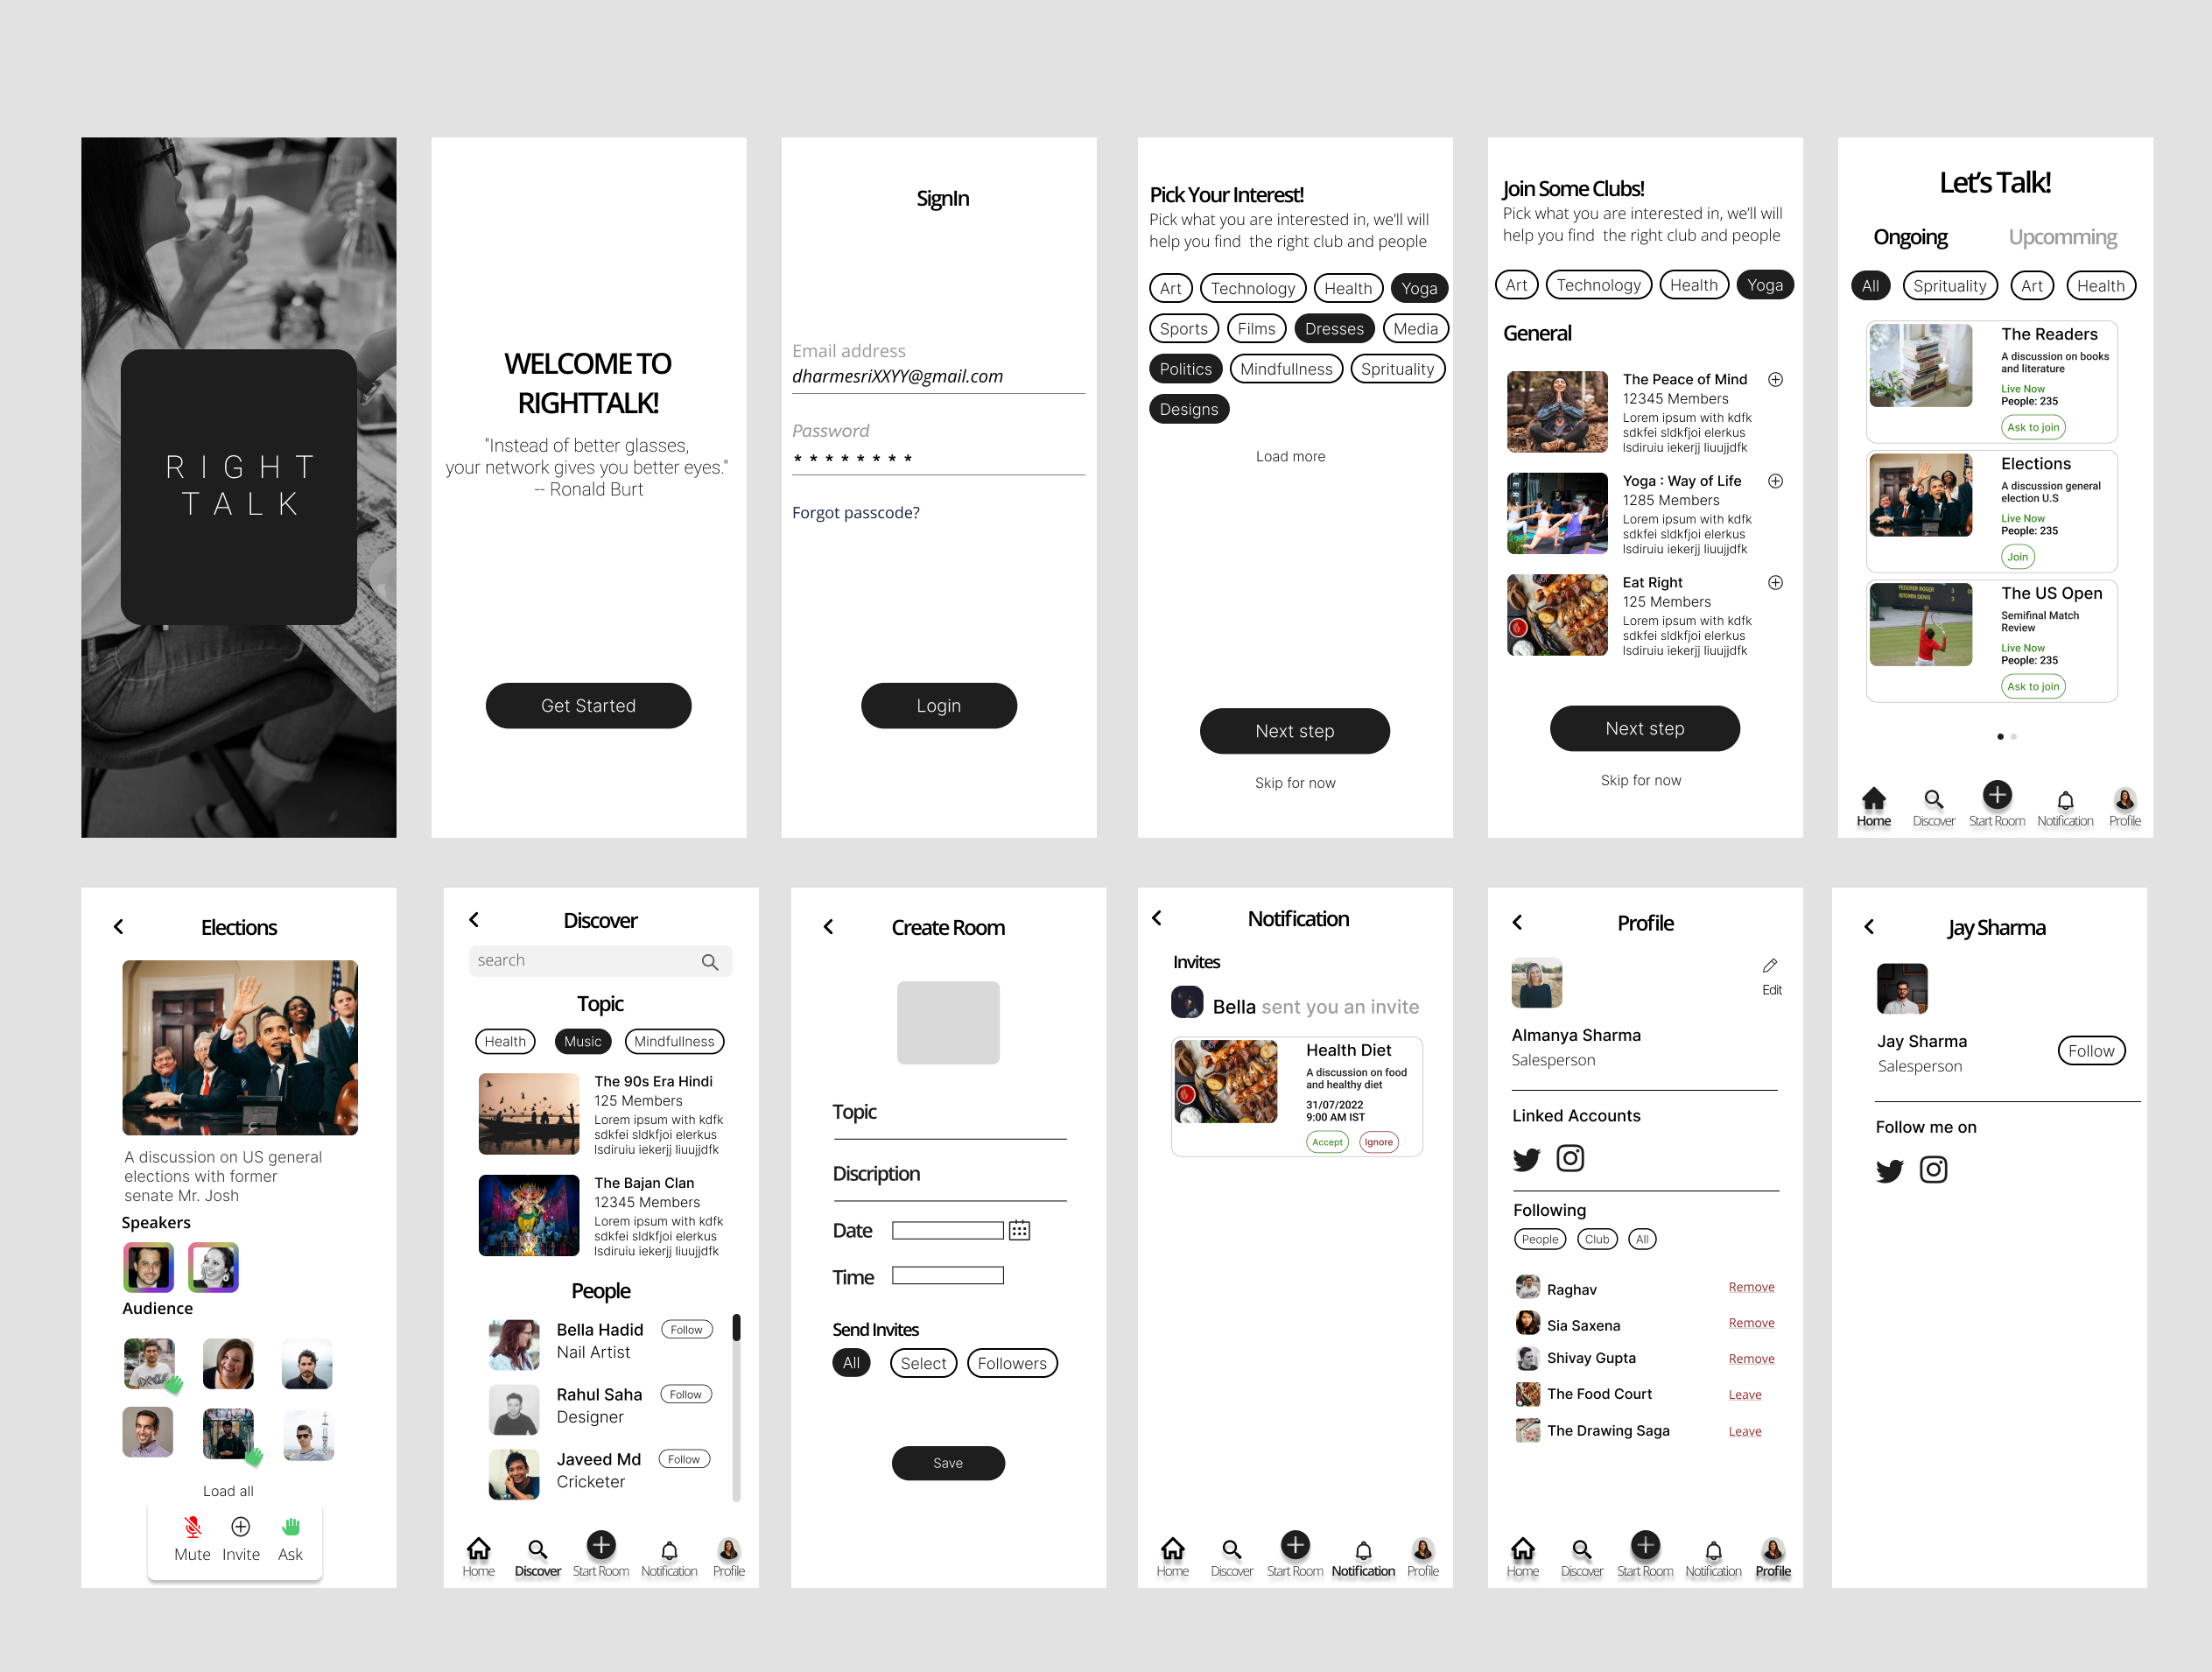 RIGHT
TALK
WELCOME TO
RIGHTTALK!
"Instead of better glasses,
your network gives you better eyes."
-- Ronald Burt
Get Started
SignIn
Email address
dharmesriXXYY@gmail.com
Password
* * * * * * * *
Forgot passcode?
Login
Pick Your Interest!
Pick what you are interested in, we'll will
help you find the right club and people
Art Technology Health Yoga
Sports Films Dresses Media
Politics Mindfullness Sprituality
Designs
Load more
Next step
Skip for now
Join Some Clubs!
Pick what you are interested in, we'll will
help you find the right club and people
Art Technology Health Yoga
General
The Peace of Mind
12345 Members
Lorem ipsum with kdfk
sdkfei sldkfjoi elerkus
lsdiruiu iekerjj liuujjdfk
Yoga : Way of Life
1285 Members
Lorem ipsum with kdfk
sdkfei sldkfjoi elerkus
lsdiruiu iekerjj liuujjdfk
Eat Right
125 Members
Lorem ipsum with kdfk
sdkfei sldkfjoi elerkus
lsdiruiu iekerjj liuujjdfk
Next step
Skip for now
Let's Talk!
Ongoing Upcomming
All Sprituality Art Health
The Readers
A discussion on books
and literature
Live Now
People: 235
Ask to join
Elections
A discussion general
election U.S
Live Now
People: 235
Join
FEDERER ROGER 3
ISTOMIN DENIS 3
The US Open
Semifinal Match
Review
Live Now
People: 235
Ask to join
Home Discover Start Room Notification Profile
Elections
A discussion on US general
elections with former
senate Mr. Josh
Speakers
Audience
Load all
Mute Invite Ask
Discover
search
Topic
Health Music Mindfullness
The 90s Era Hindi
125 Members
Lorem ipsum with kdfk
sdkfei sldkfjoi elerkus
lsdiruiu iekerjj liuujjdfk
The Bajan Clan
12345 Members
Lorem ipsum with kdfk
sdkfei sldkfjoi elerkus
lsdiruiu iekerjj liuujjdfk
People
Bella Hadid Follow
Nail Artist
Rahul Saha Follow
Designer
Javeed Md Follow
Cricketer
Home Discover Start Room Notification Profile
Create Room
Topic
Discription
Date
Time
Send Invites
All Select Followers
Save
Notification
Invites
Bella sent you an invite
Health Diet
A discussion on food
and healthy diet
31/07/2022
9:00 AM IST
Accept Ignore
Home Discover Start Room Notification Profile
Profile
Edit
Almanya Sharma
Salesperson
Linked Accounts
Following
People Club All
Raghav Remove
Sia Saxena Remove
Shivay Gupta Remove
The Food Court Leave
The Drawing Saga Leave
Home Discover Start Room Notification Profile
Jay Sharma
Jay Sharma
Follow
Salesperson
Follow me on